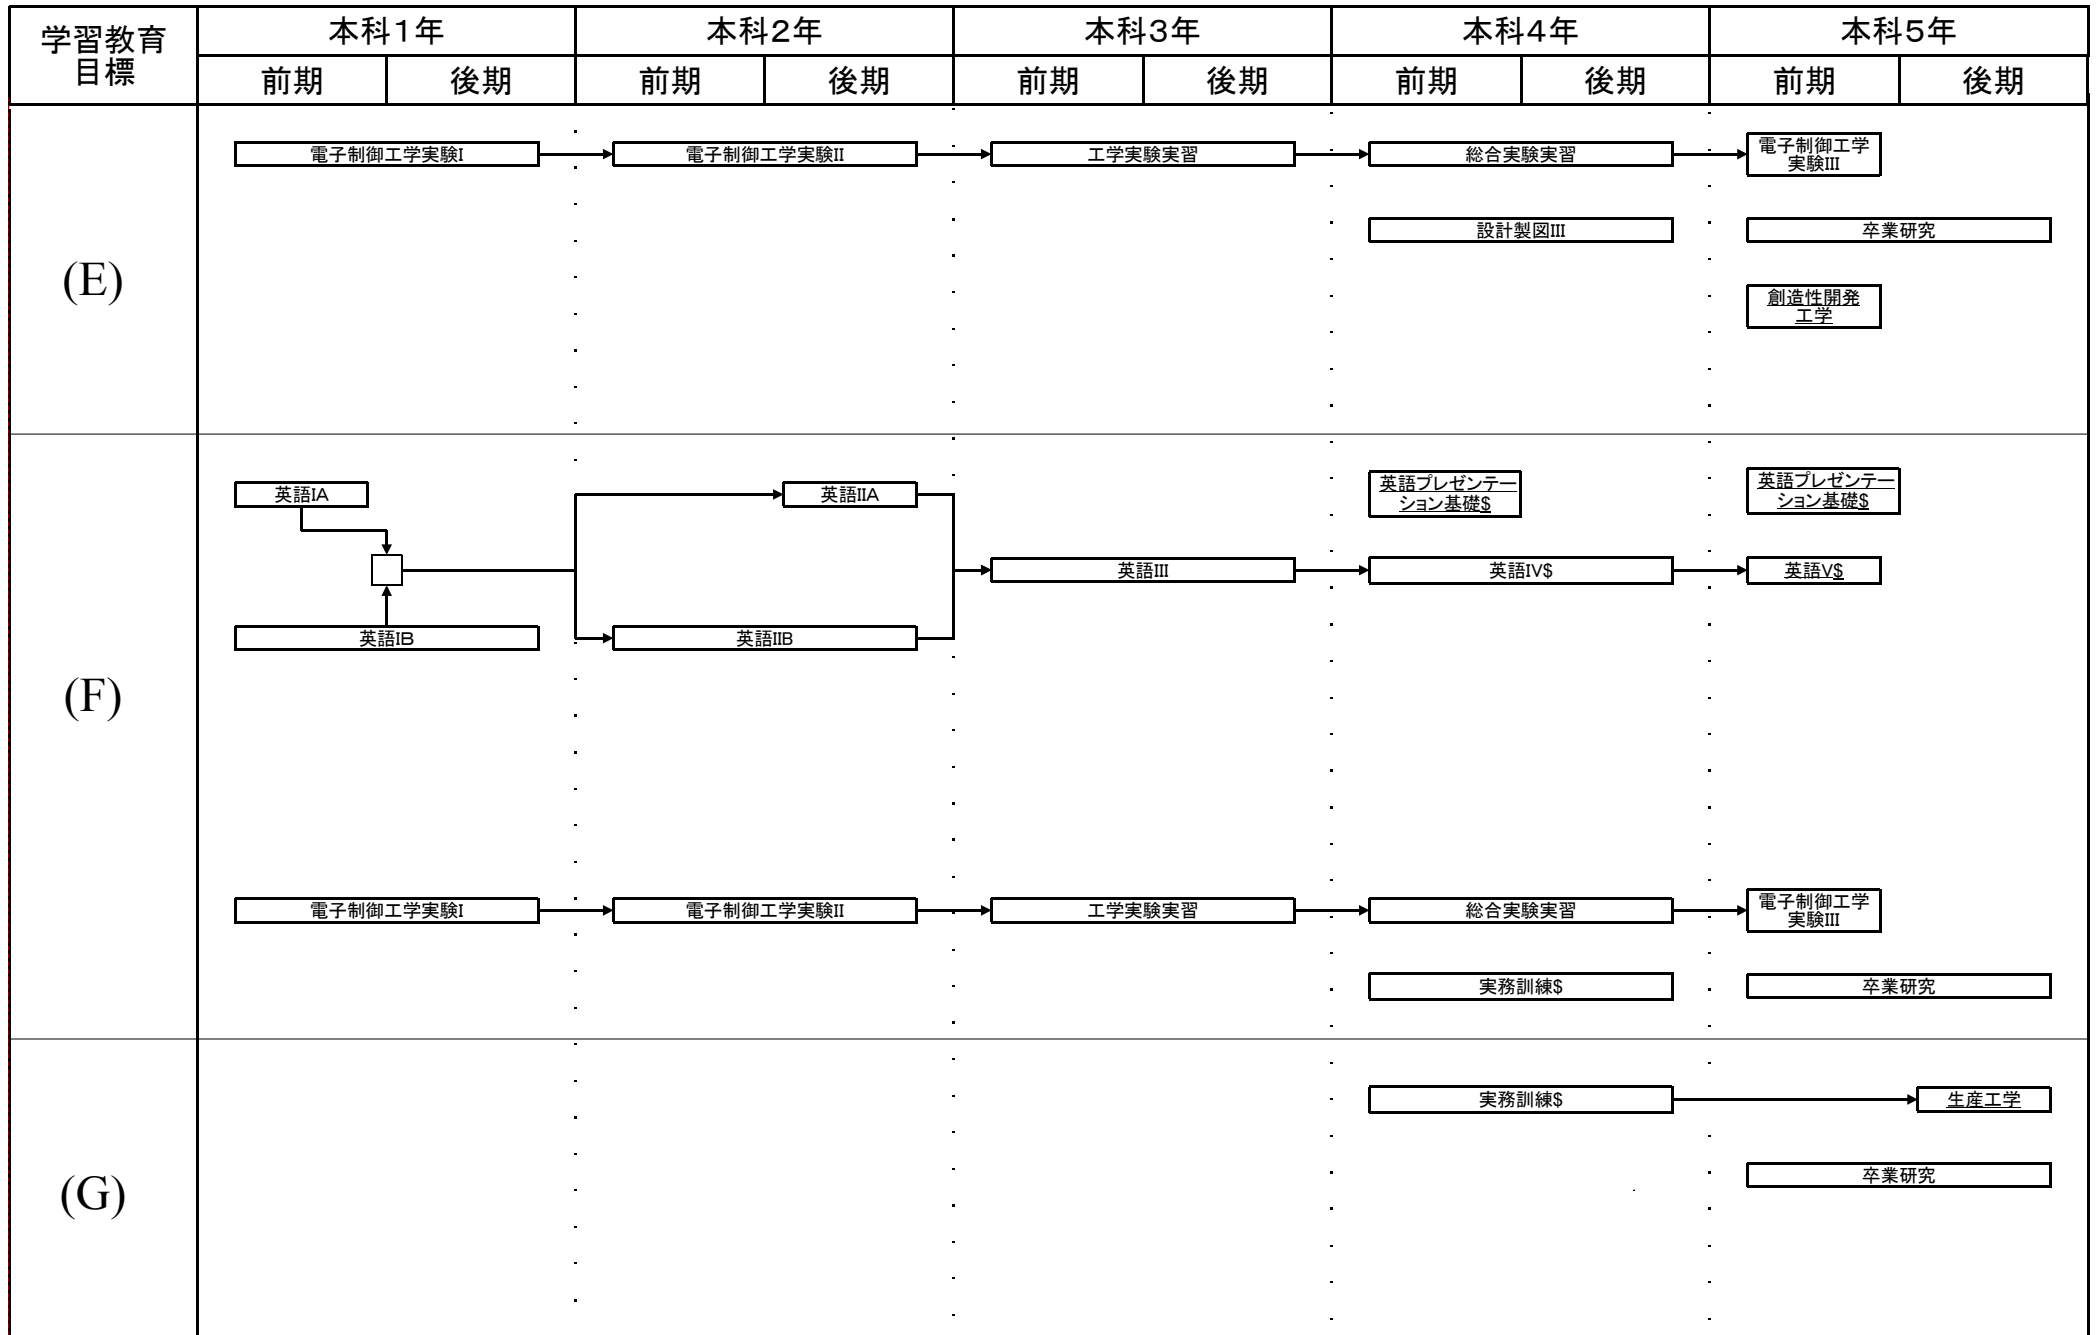 学習教育
目標
本科1年
本科2年
本科3年
本科4年
本科5年
前期
後期
前期
後期
前期
後期
前期
後期
前期
後期
(E)
電子制御工学実験I
電子制御工学実験II
工学実験実習
総合実験実習
電子制御工学
実験III
設計製図III
卒業研究
創造性開発
工学
(F)
英語IA
英語IIA
英語プレゼンテー
ション基礎$
英語プレゼンテー
ション基礎$
英語III
英語IV$
英語V$
英語IB
英語IIB
電子制御工学実験I
電子制御工学実験II
工学実験実習
総合実験実習
電子制御工学
実験III
実務訓練$
卒業研究
(G)
実務訓練$
生産工学
卒業研究